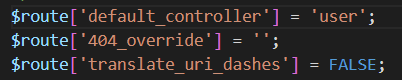 $route['default_controller'] = 'user';
$route['404_override'] = '';
$route['translate_uri_dashes'] = FALSE;